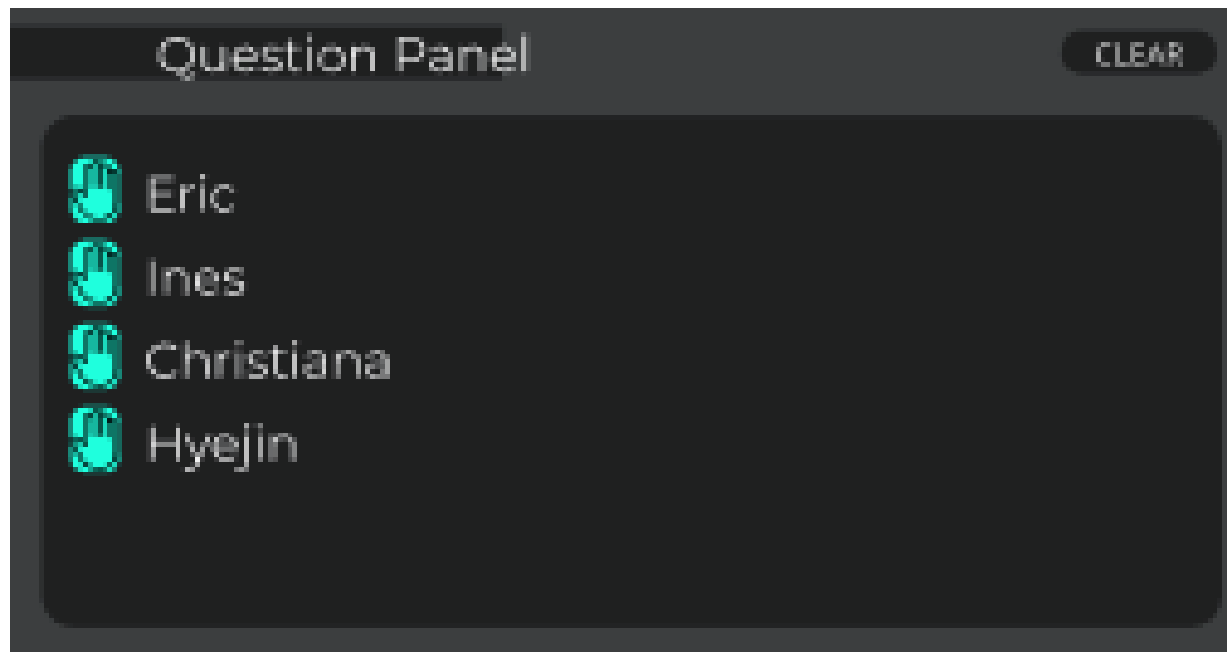 Question Panel
CLEAR
Eric
Ines
Christiana
Hyejin